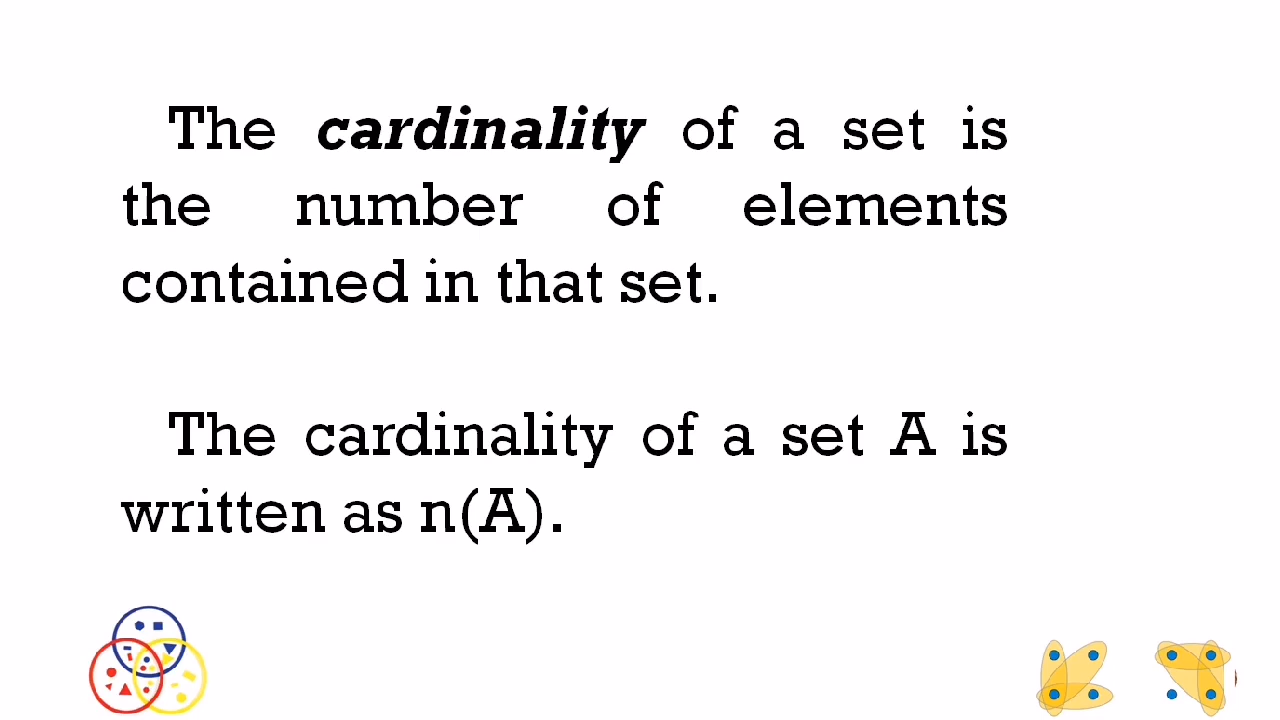 The cardinality of a set is
the number of elements
contained in that set.
The cardinality of a set A is
written as n(A).